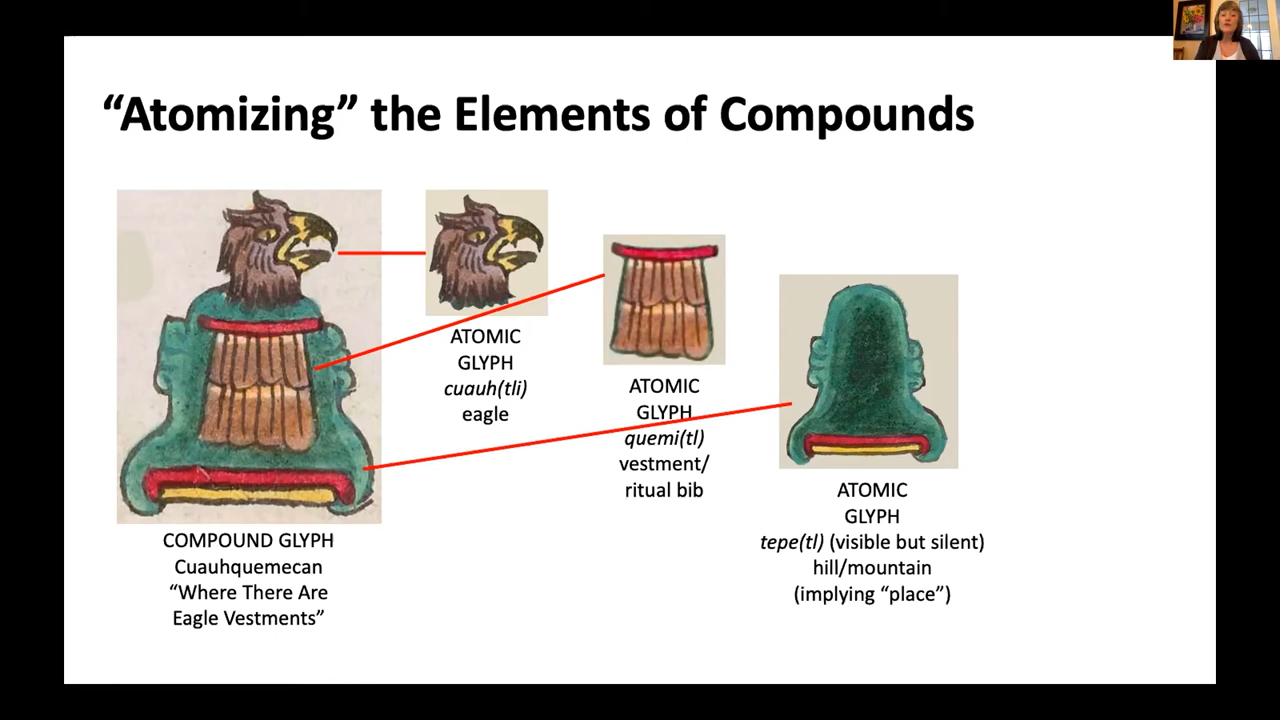 “Atomizing” the Elements of Compounds
COMPOUND GLYPH
Cuauhquemecan
“Where There Are
Eagle Vestments”
ATOMIC
GLYPH
cuauh(tli)
eagle
ATOMIC
GLYPH
quemi(tl)
vestment/
ritual bib
ATOMIC
GLYPH
tepe(tl) (visible but silent)
hill/mountain
(implying “place”)